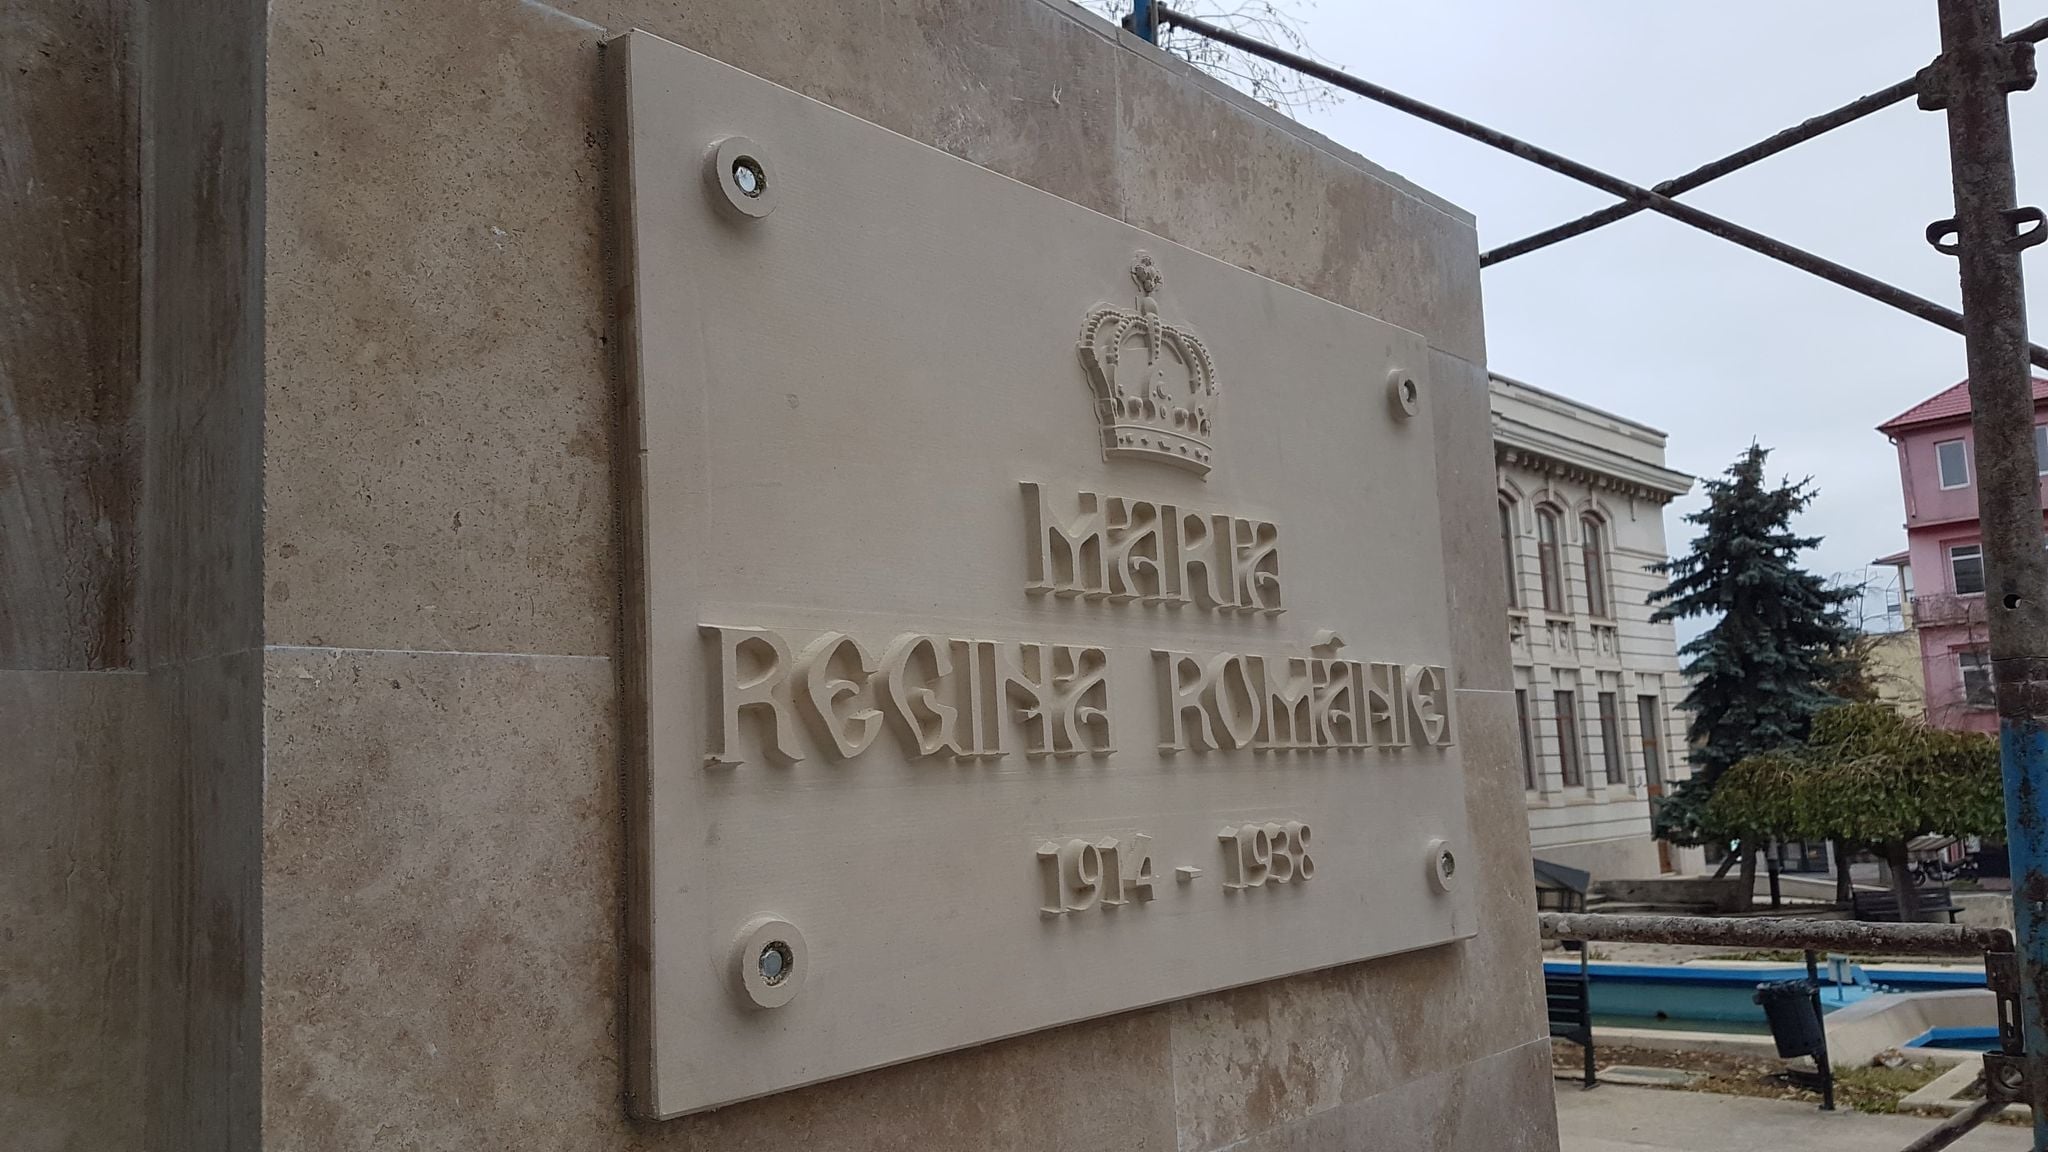 MARIA
REGINA ROMÂNIEI
1914 - 1938